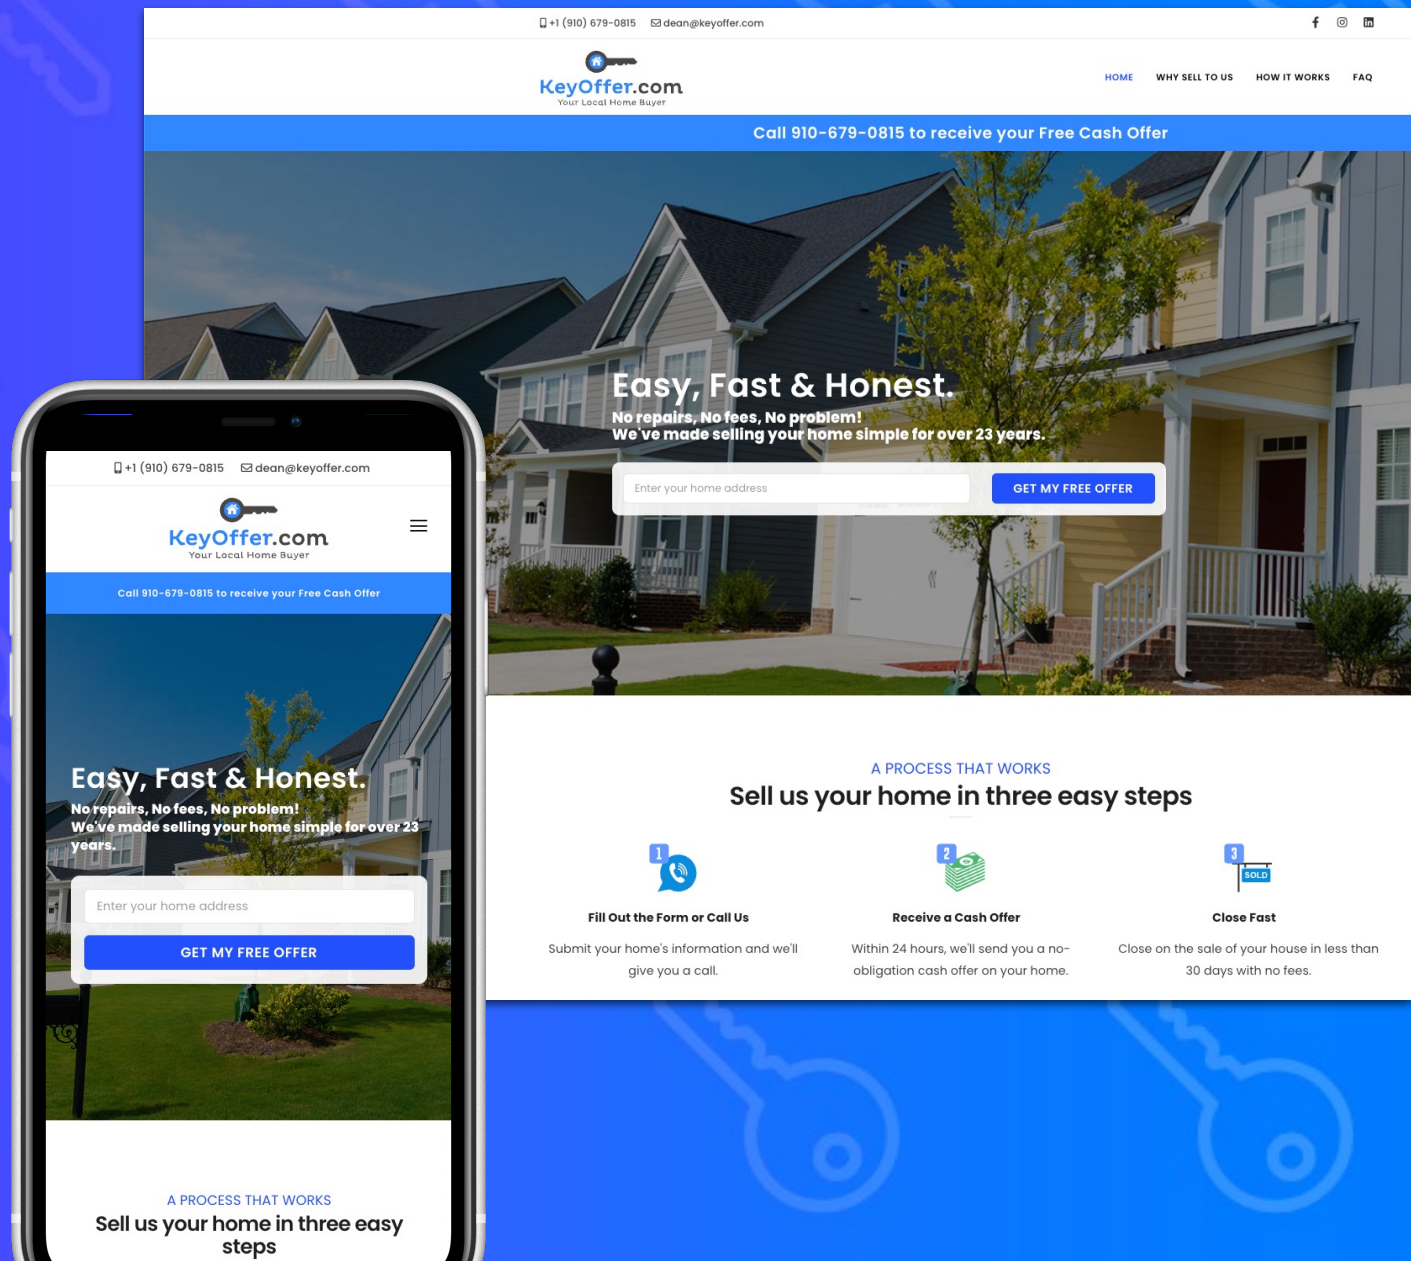 +1 (910) 679-0815 dean@keyoffer.com
KeyOffer.com
Your Local Home Buyer
HOME WHY SELL TO US HOW IT WORKS FAQ
Call 910-679-0815 to receive your Free Cash Offer
Easy, Fast & Honest.
No repairs, No fees, No problem!
We've made selling your home simple for over 23 years.
Enter your home address GET MY FREE OFFER
A PROCESS THAT WORKS
Sell us your home in three easy steps
1
2
3
SOLD
Fill Out the Form or Call Us
Submit your home's information and we'll
give you a call.
Receive a Cash Offer
Within 24 hours, we'll send you a no-
obligation cash offer on your home.
Close Fast
Close on the sale of your house in less than
30 days with no fees.
+1 (910) 679-0815 dean@keyoffer.com
KeyOffer.com
Your Local Home Buyer
Call 910-679-0815 to receive your Free Cash Offer
Easy, Fast & Honest.
No repairs, No fees, No problem!
We've made selling your home simple for over 23
years.
Enter your home address
GET MY FREE OFFER
A PROCESS THAT WORKS
Sell us your home in three easy
steps